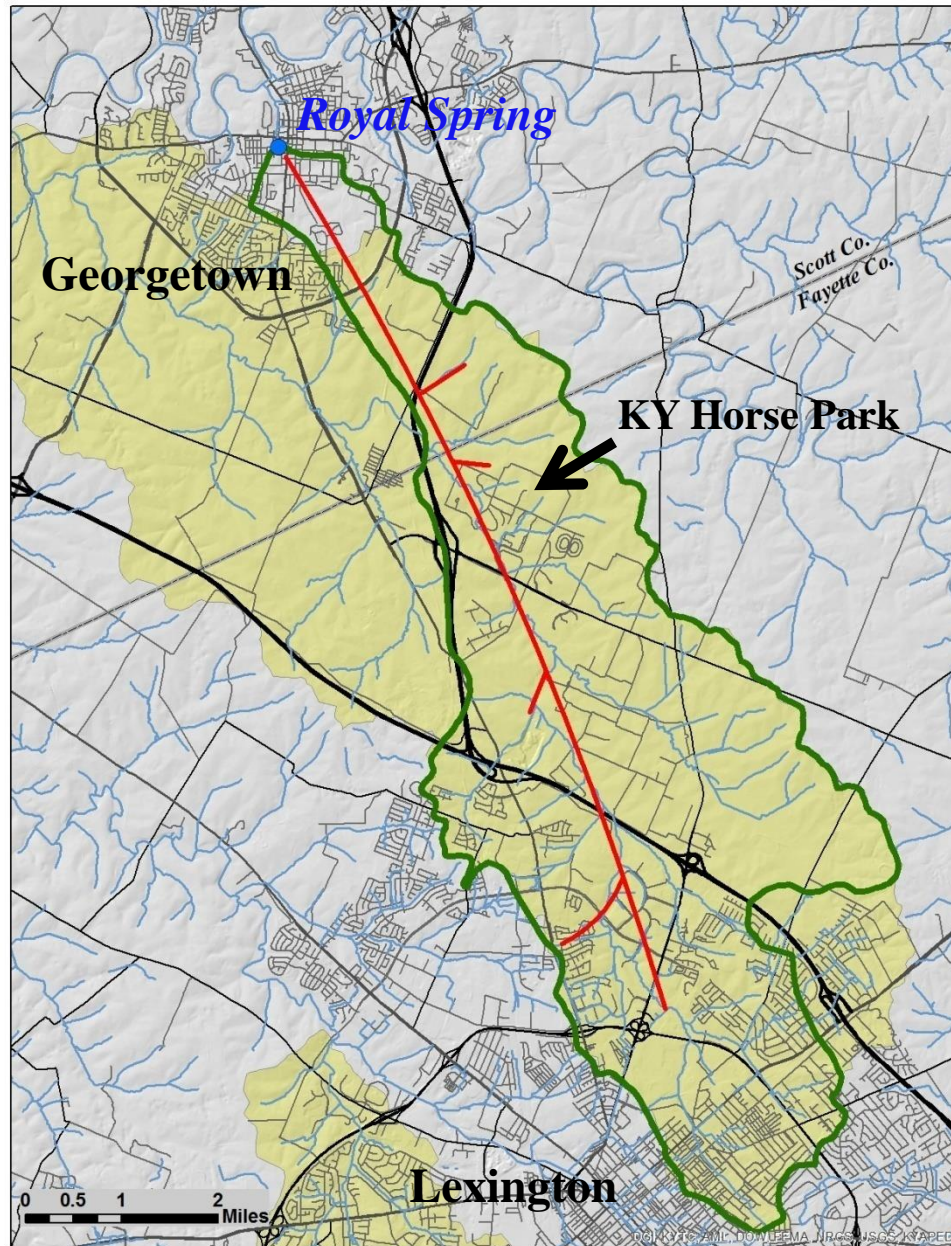 Royal Spring
Georgetown
Scott Co.
Fayette Co.
KY Horse Park
Lexington
0 0.5 1 2
Miles